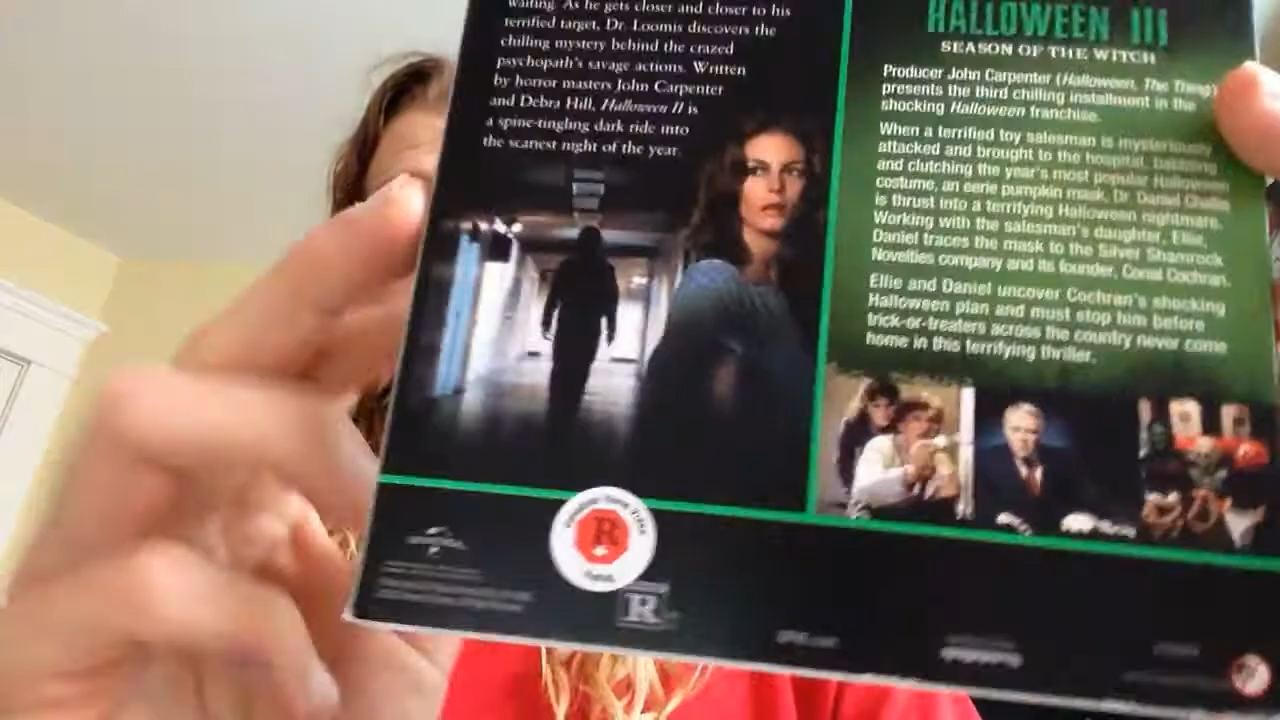 waiting. As he gets closer and closer to his
terrified target, Dr. Loomis discovers the
chilling mystery behind the crazed
psychopath's savage actions. Written
by horror masters John Carpenter
and Debra Hill, Halloween II is
a spine-tingling dark ride into
the scariest night of the year.
HALLOWEEN III
SEASON OF THE WITCH
Producer John Carpenter (Halloween, The Thing)
presents the third chilling installment in the
shocking Halloween franchise.
When a terrified toy salesman is mysteriously
attacked and brought to the hospital, babbling
and clutching the year's most popular Halloween
costume, an eerie pumpkin mask, Dr. Daniel Challis
is thrust into a terrifying Halloween nightmare.
Working with the salesman's daughter, Ellie,
Daniel traces the mask to the Silver Shamrock
Novelties company and its founder, Conal Cochran.
Ellie and Daniel uncover Cochran's shocking
Halloween plan and must stop him before
trick-or-treaters across the country never come
home in this terrifying thriller.
R
R